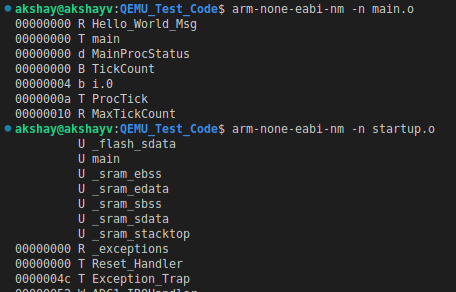 akshay@akshayv:QEMU_Test_Code$ arm-none-eabi-nm -n main.o
00000000 R Hello_World_Msg
00000000 T main
00000000 d MainProcStatus
00000000 B TickCount
00000004 b i.0
0000000a T ProcTick
00000010 R MaxTickCount
akshay@akshayv:QEMU_Test_Code$ arm-none-eabi-nm -n startup.o
U _flash_sdata
U main
U _sram_ebss
U _sram_edata
U _sram_sbss
U _sram_sdata
U _sram_stacktop
00000000 R _exceptions
00000000 T Reset_Handler
0000004c T Exception_Trap
00000052 W ADC1_IRQHandler